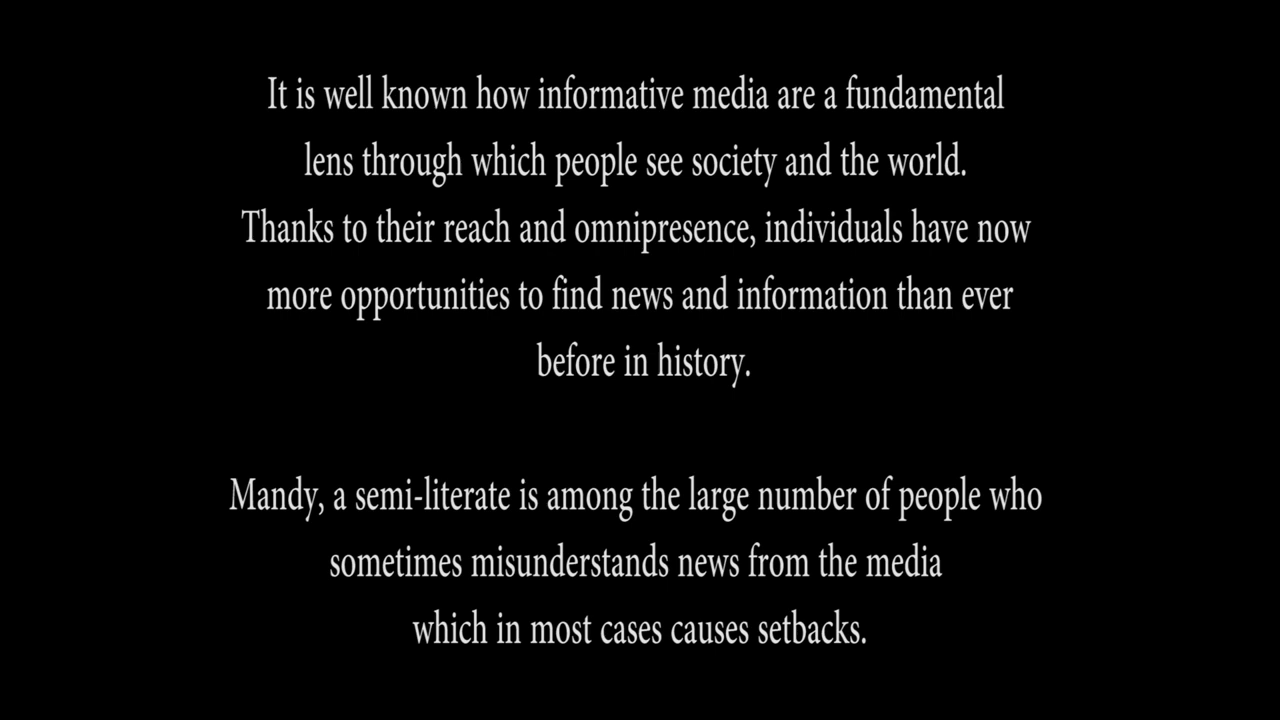 It is well known how informative media are a fundamental
lens through which people see society and the world.
Thanks to their reach and omnipresence, individuals have now
more opportunities to find news and information than ever
before in history.
Mandy, a semi-literate is among the large number of people who
sometimes misunderstands news from the media
which in most cases causes setbacks.